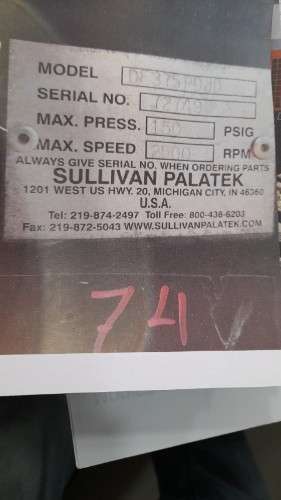 MODEL
SERIAL NO.
MAX. PRESS. 150 PSIG
MAX. SPEED 2000 RPM
ALWAYS GIVE SERIAL NO. WHEN ORDERING PARTS
SULLIVAN PALATEK
1201 WEST US HWY. 20, MICHIGAN CITY, IN 46360
U.S.A.
Tel: 219-874-2497 Toll Free: 800-438-6203
Fax: 219-872-5043 WWW.SULLIVANPALATEK.COM
74